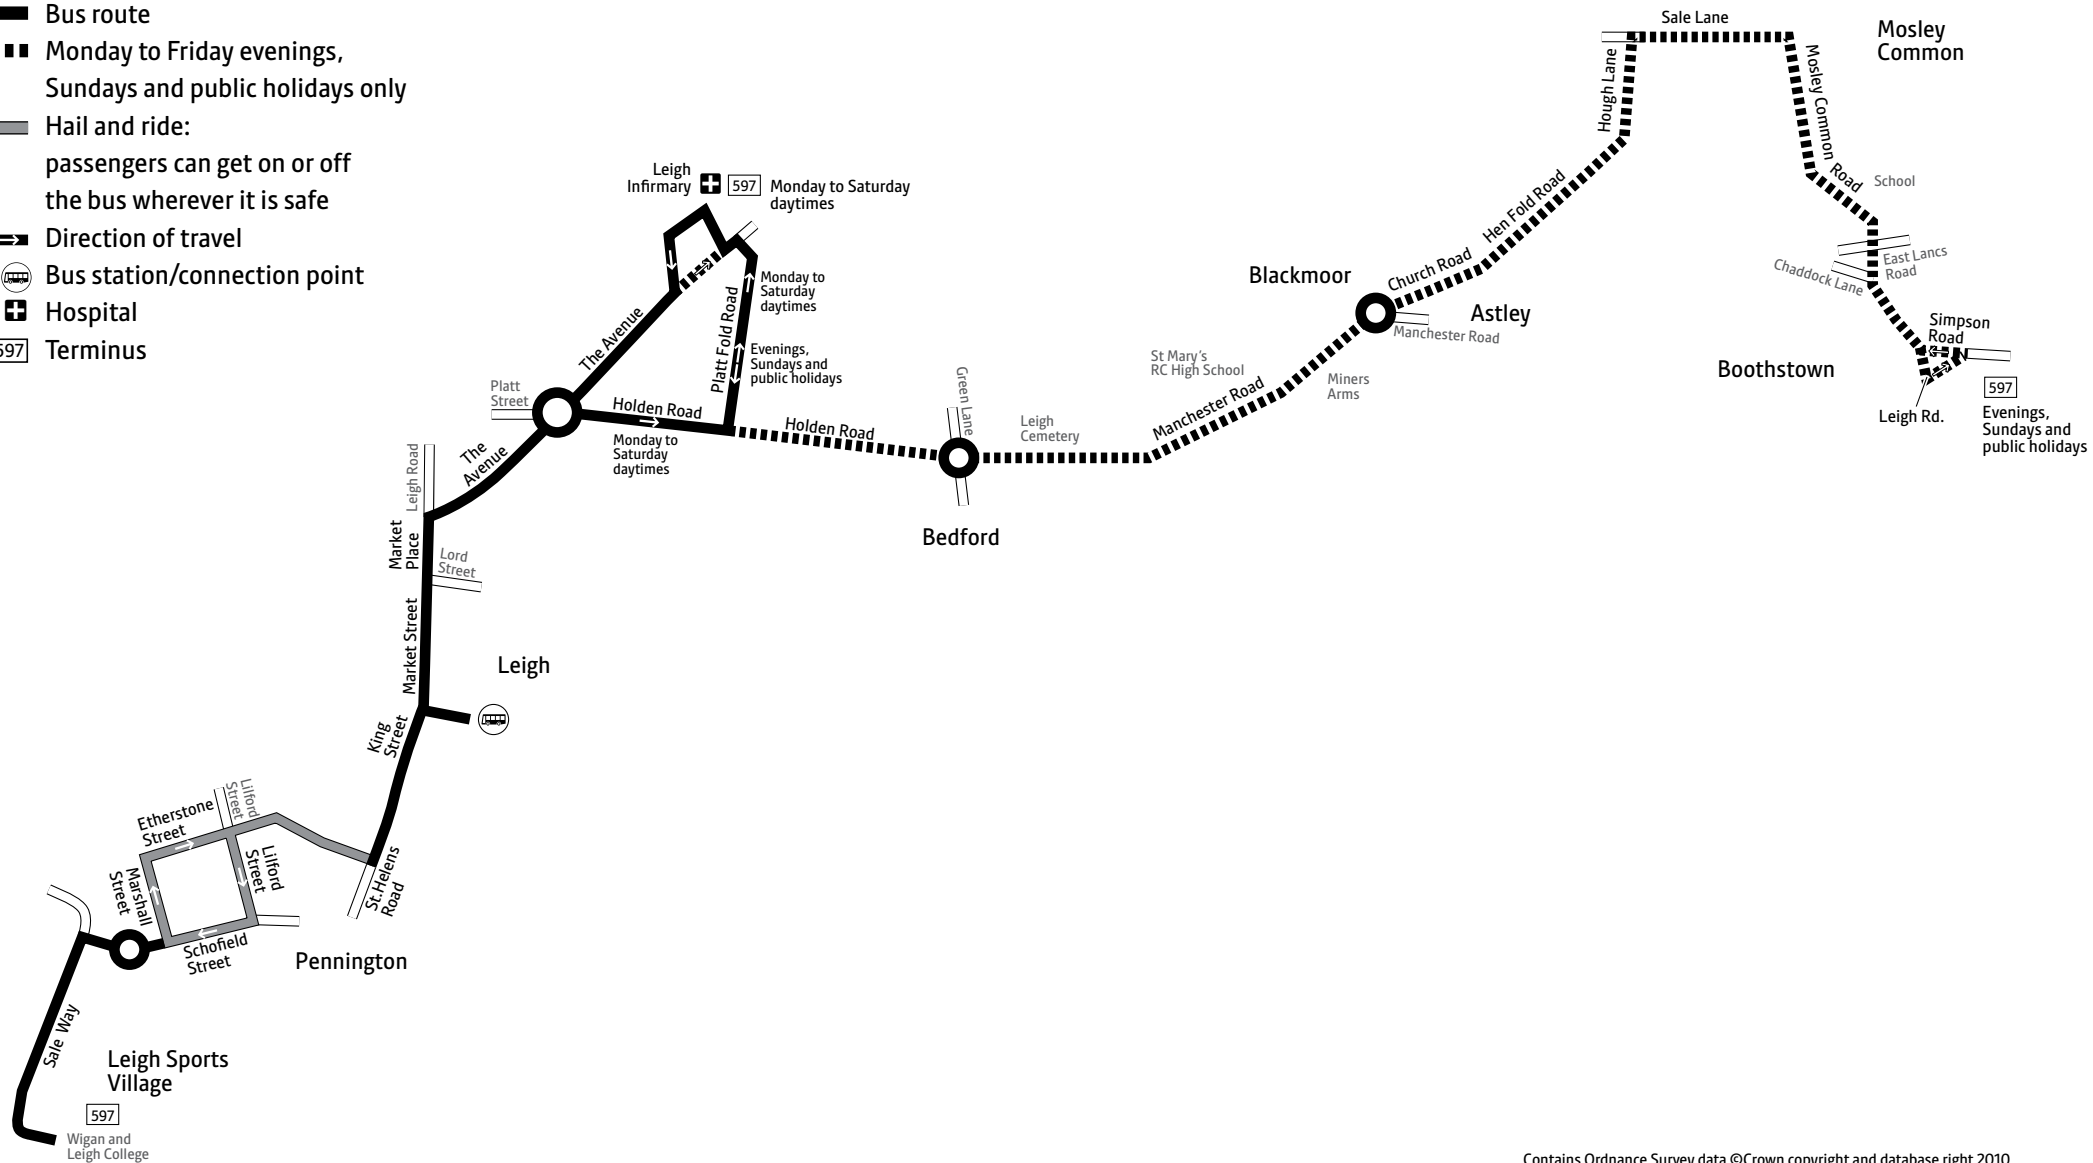 Bus route
Monday to Friday evenings,
Sundays and public holidays only
Hail and ride:
passengers can get on or off
the bus wherever it is safe
Direction of travel
Bus station/connection point
Hospital
597 Terminus
Sale Lane
Mosley
Common
Hough Lane
Mosley Common Road
School
Hen Fold Road
East Lancs
Road
Chaddock Lane
Church Road
Blackmoor
Astley
Manchester Road
Simpson
Road
Boothstown
597
Leigh Rd.
Evenings,
Sundays and
public holidays
Leigh
Infirmary
597
Monday to Saturday
daytimes
Monday to
Saturday
daytimes
Platt Fold Road
Evenings,
Sundays and
public holidays
The Avenue
Platt
Street
Holden Road
Monday to
Saturday
daytimes
Holden Road
Green Lane
Leigh
Cemetery
St Mary's
RC High School
Manchester Road
Miners
Arms
Bedford
The
Avenue
Leigh Road
Market
Place
Lord
Street
Market Street
Leigh
King
Street
Lilford
Street
Etherstone
Street
Lilford
Street
Marshall
Street
Schofield
Street
St.Helens
Road
Pennington
Sale Way
Leigh Sports
Village
597
Wigan and
Leigh College
Contains Ordnance Survey data ©Crown copyright and database right 2010